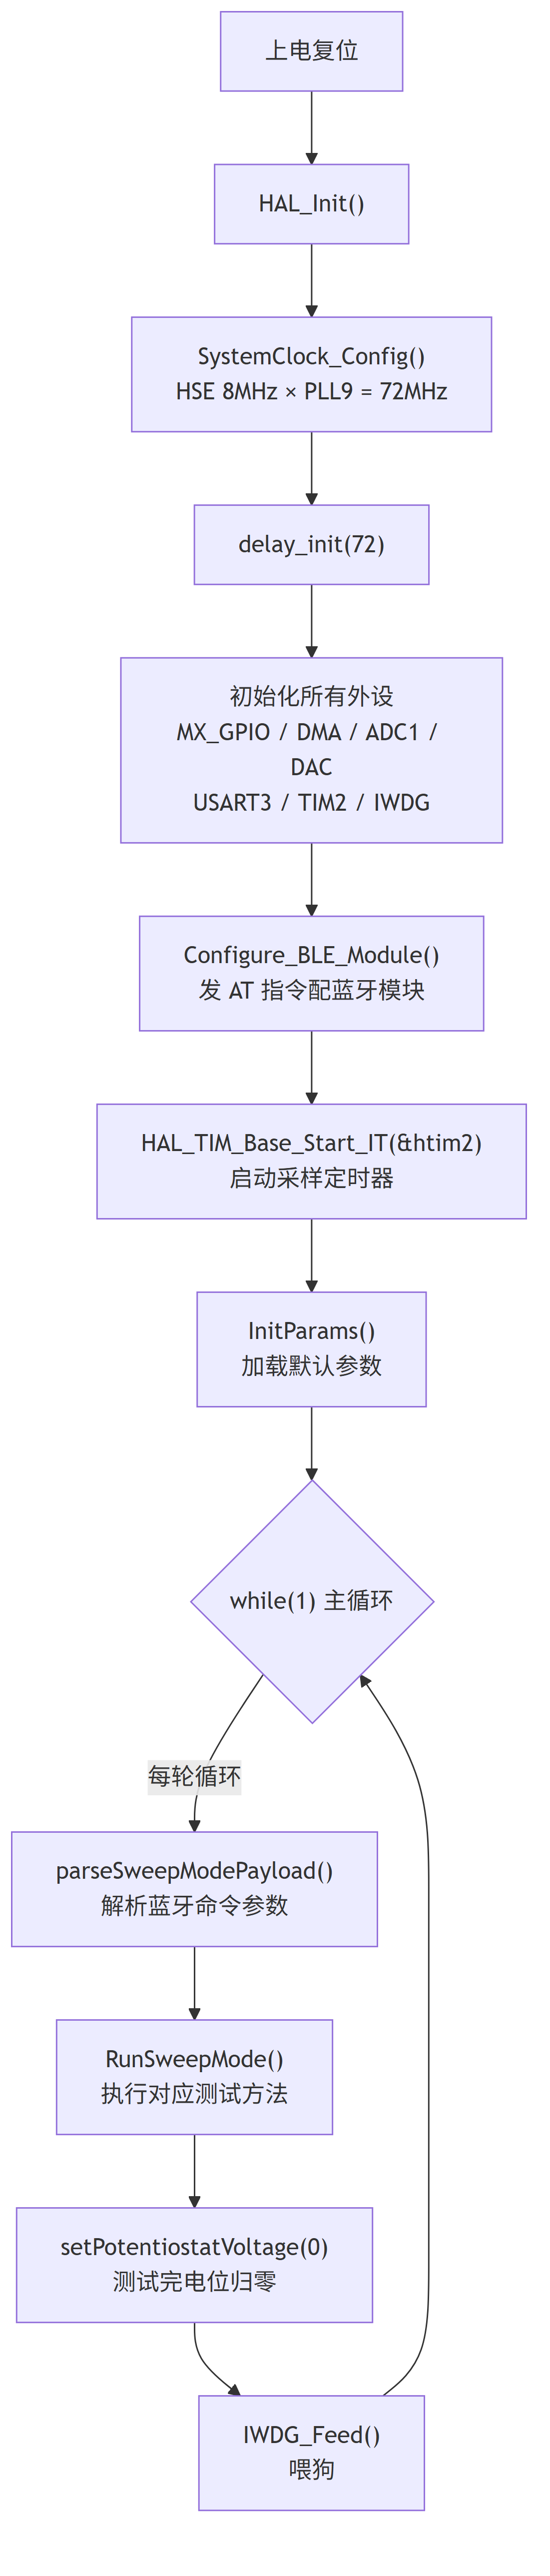 上电复位
HAL_Init()
SystemClock_Config()
HSE 8MHz × PLL9 = 72MHz
delay_init(72)
初始化所有外设
MX_GPIO / DMA / ADC1 /
DAC
USART3 / TIM2 / IWDG
Configure_BLE_Module()
发 AT 指令配蓝牙模块
HAL_TIM_Base_Start_IT(&htim2)
启动采样定时器
InitParams()
加载默认参数
while(1) 主循环
每轮循环
parseSweepModePayload()
解析蓝牙命令参数
RunSweepMode()
执行对应测试方法
setPotentiostatVoltage(0)
测试完电位归零
IWDG_Feed()
喂狗